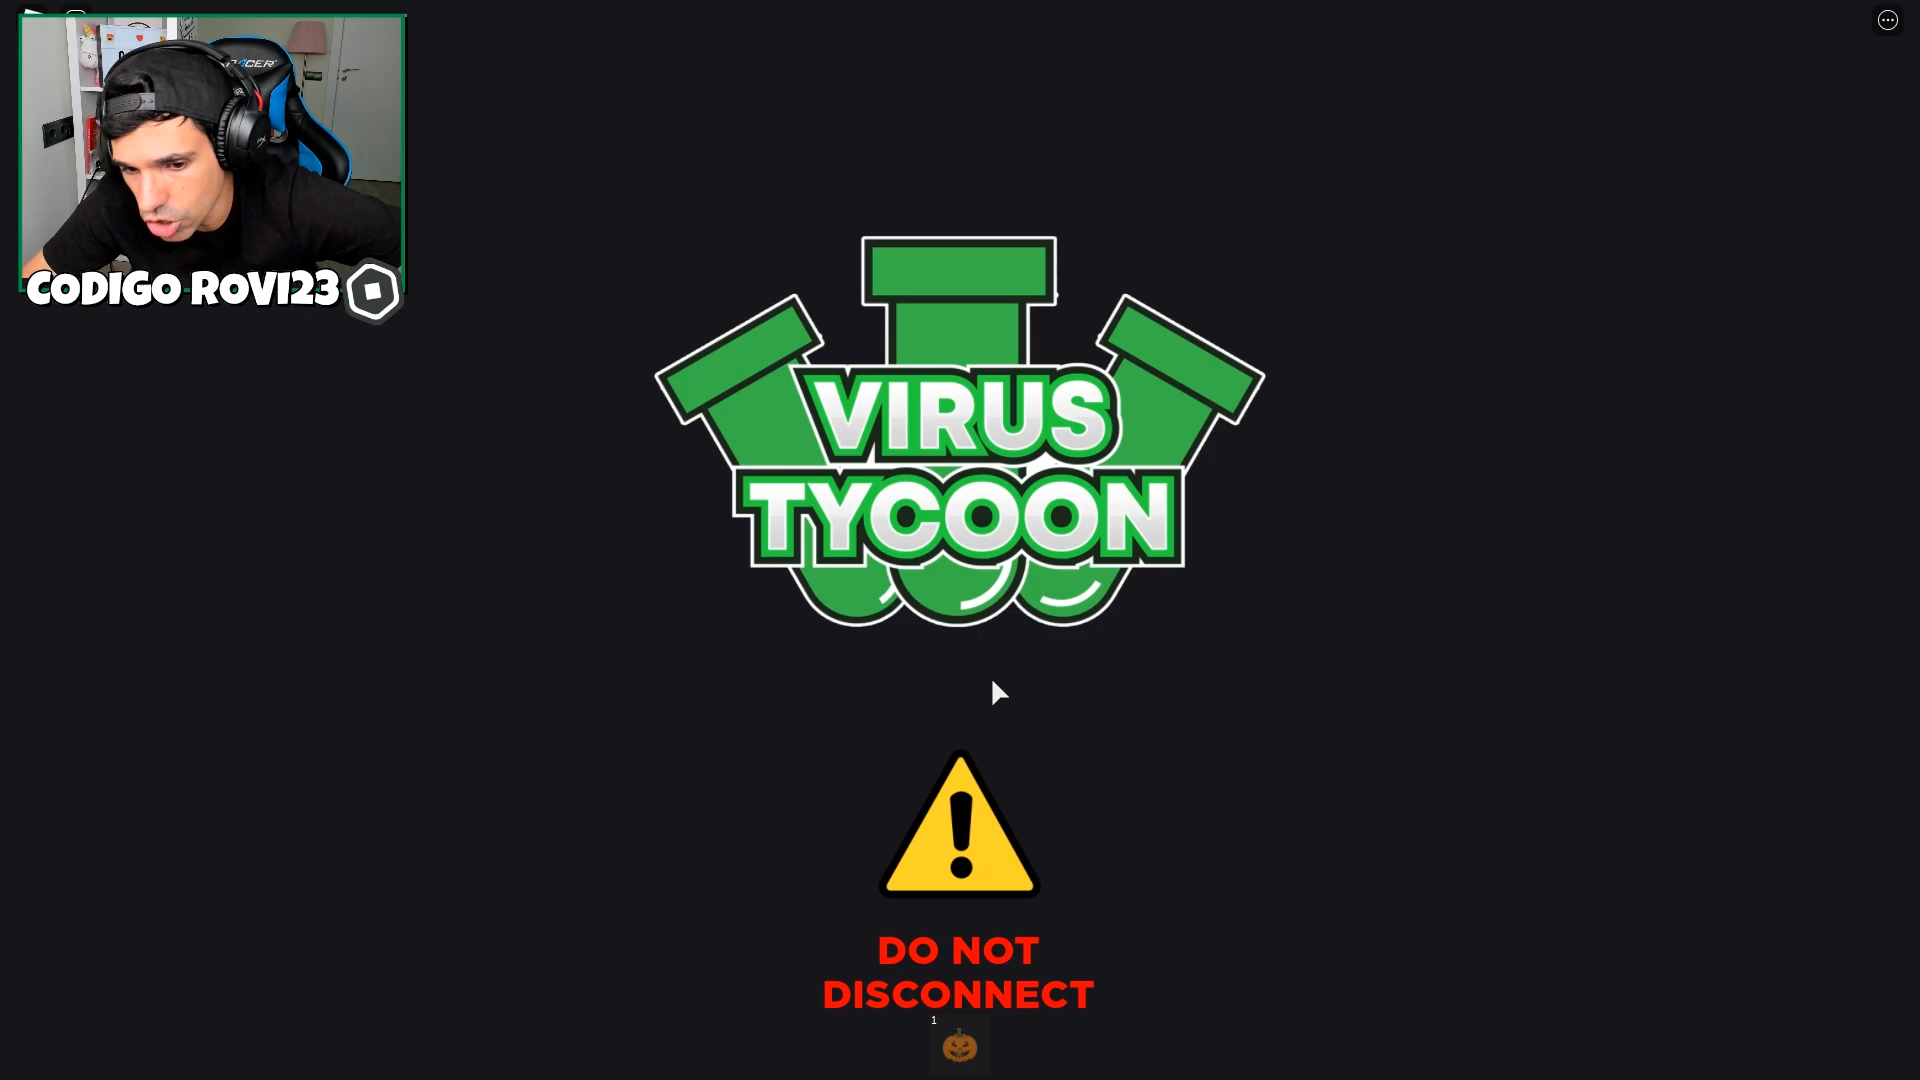 CODIGO ROVI23
VIRUS
TYCOON
DO NOT
DISCONNECT
1